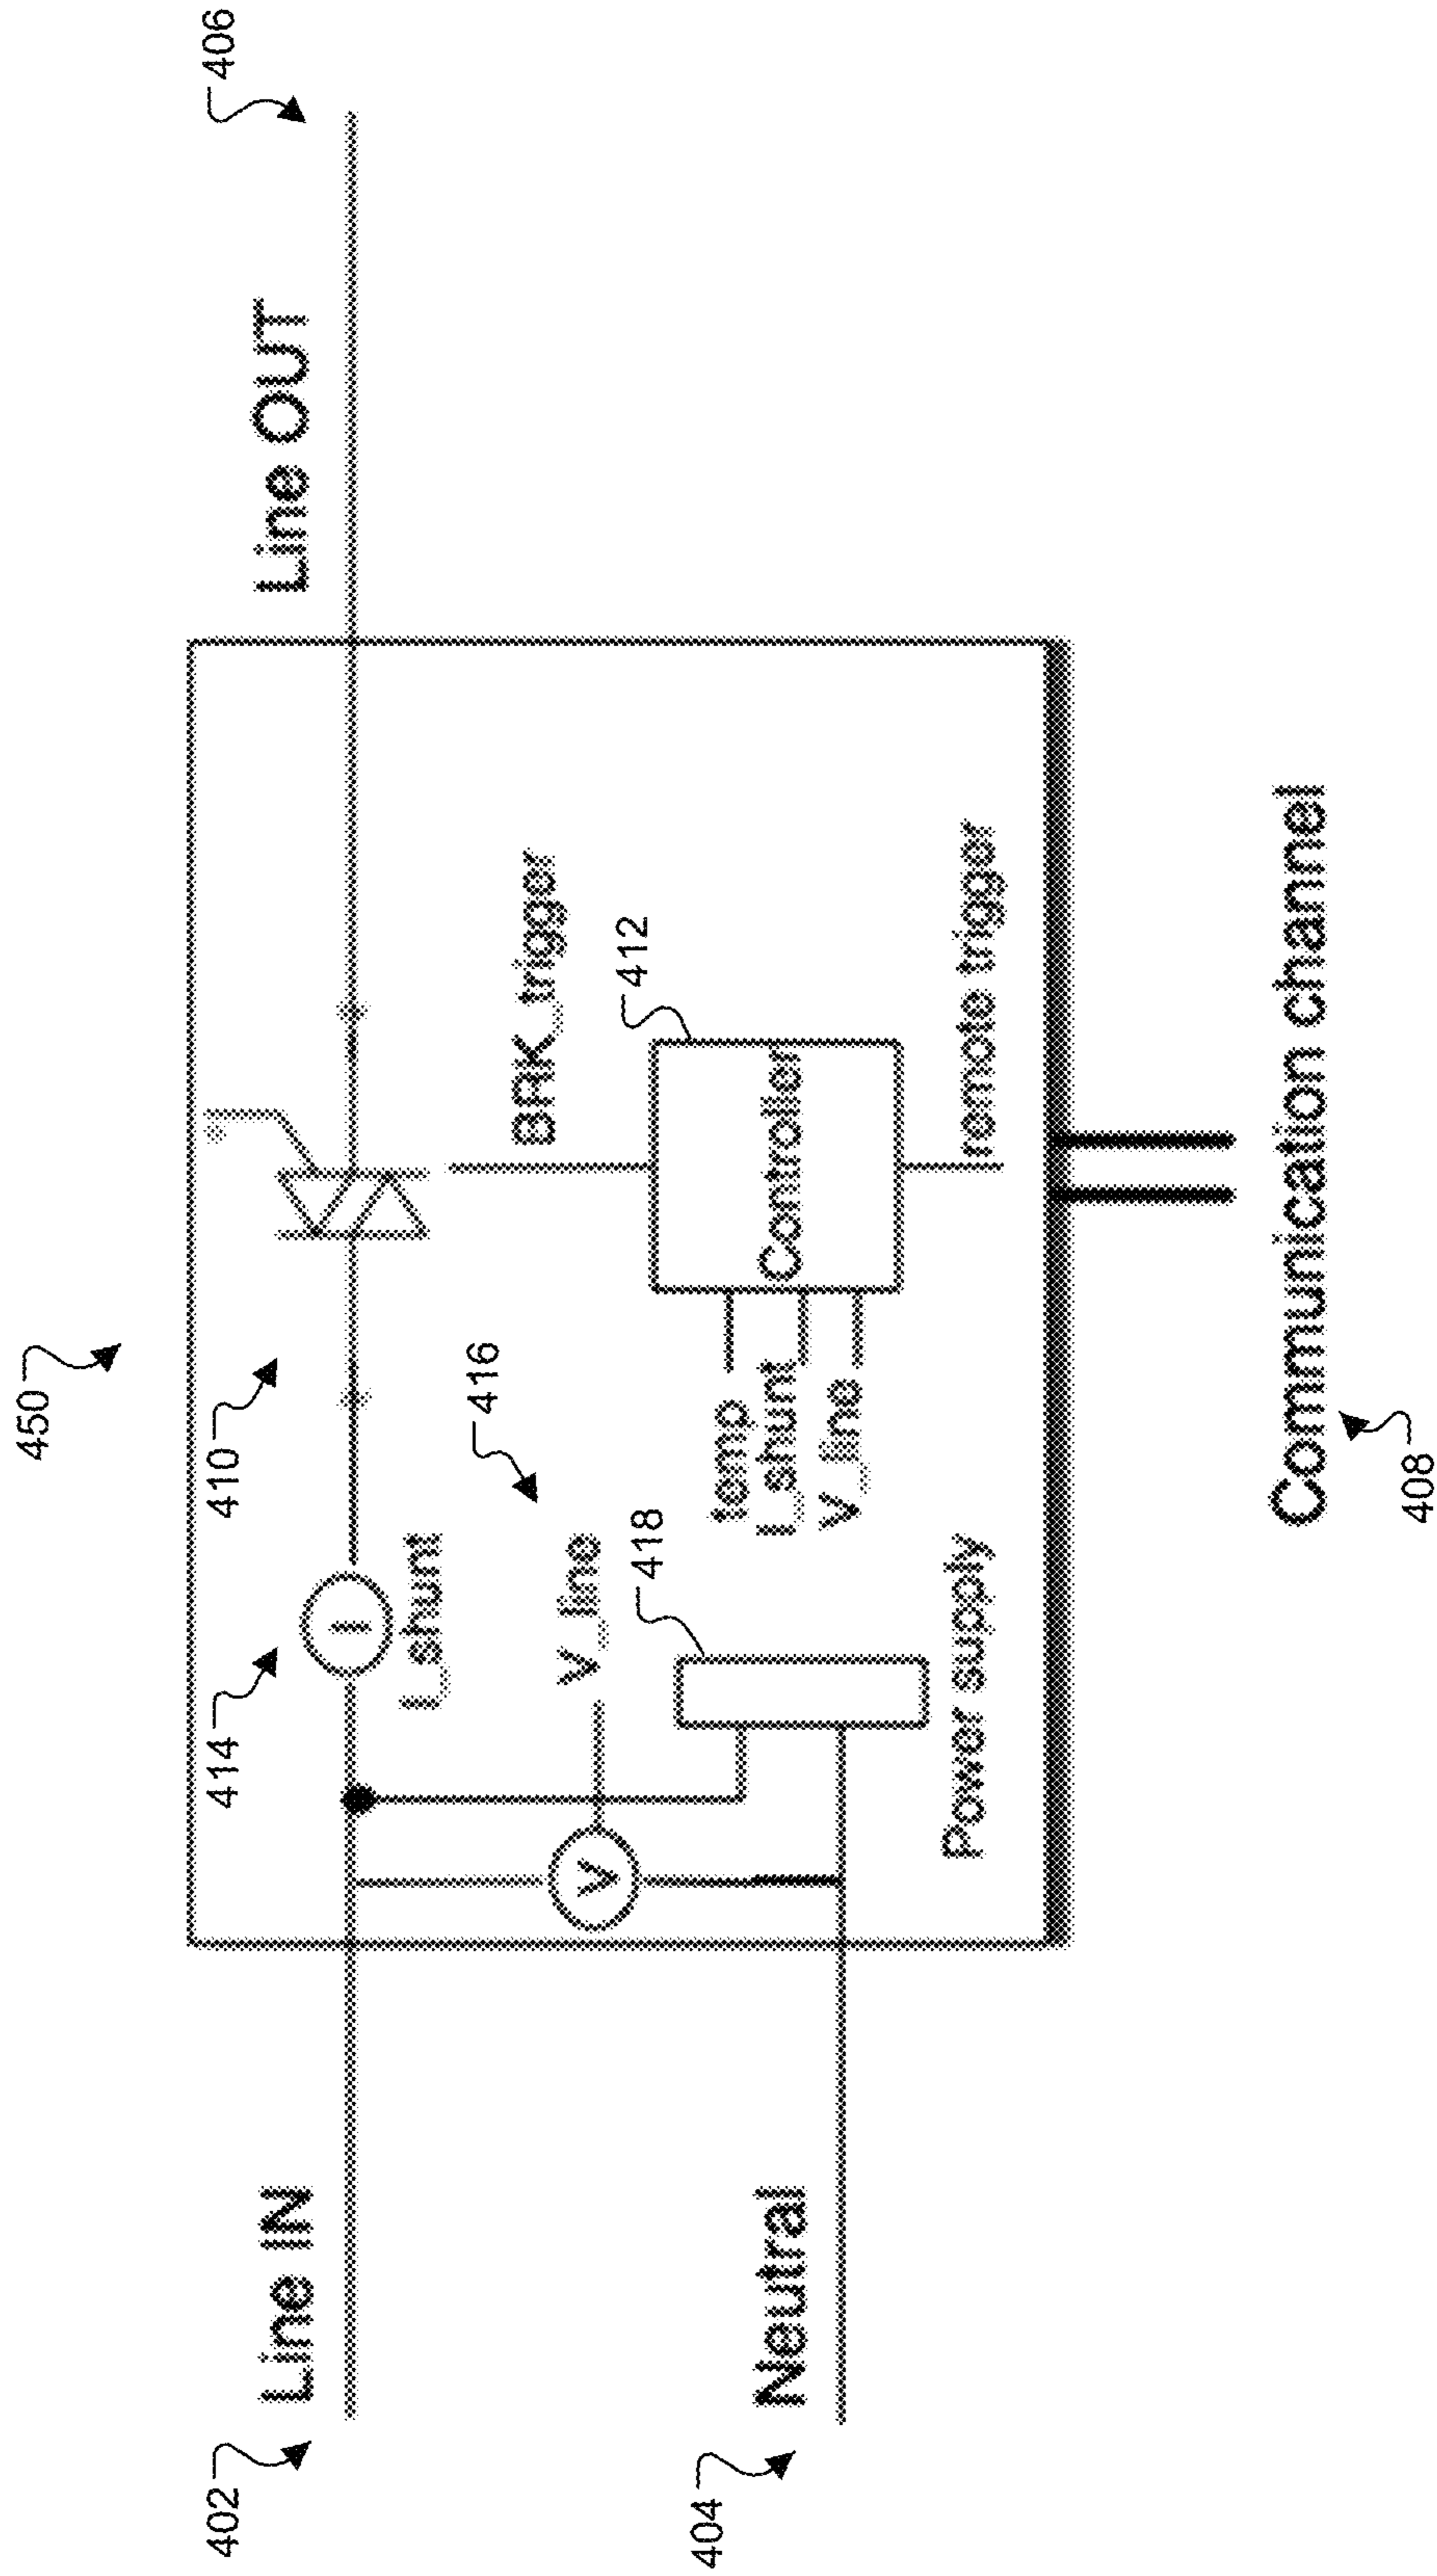 450
402
Line IN
414
410
Line OUT
406
I_shunt
416
V_line
V
I
BRK_trigger
418
412
404
Neutral
temp
I_shunt
V_line
Controller
Power supply
remote trigger
Communication channel
408